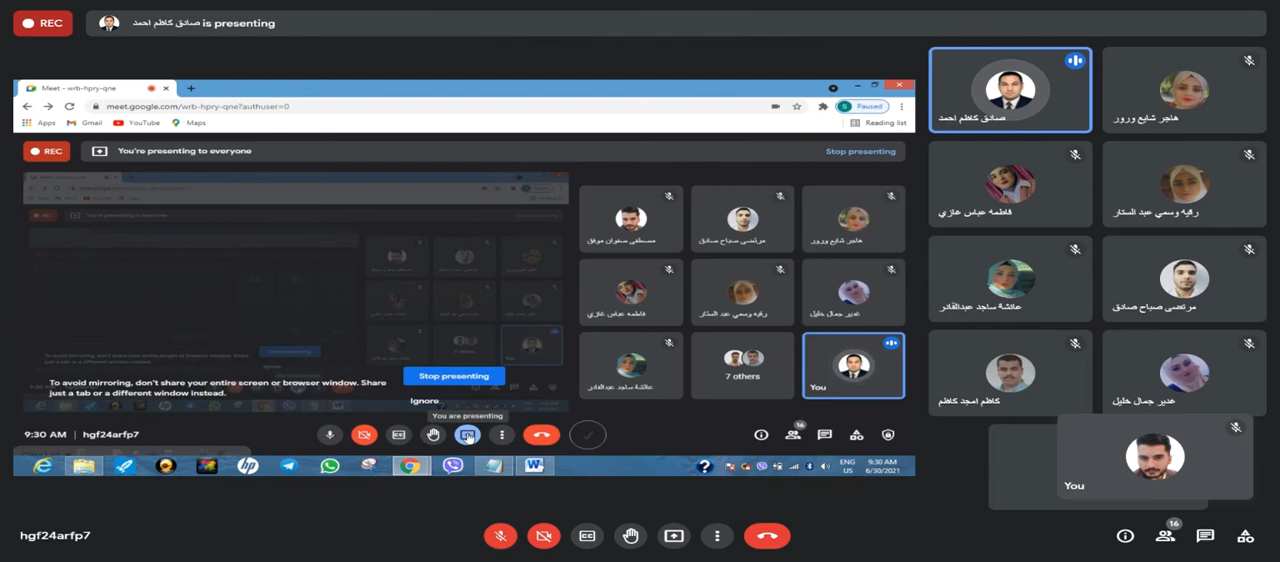 REC
صادق كاظم احمد is presenting
Meet - wrb-hpry-qne
meet.google.com/wrb-hpry-qne?authuser=0
Paused
Apps
Gmail
YouTube
Maps
Reading list
REC
You're presenting to everyone
Stop presenting
مصطفى صفوان موفق
مرتضى صباح صادق
هاجر شايع ورور
فاطمه عباس غازي
رقيه وسمي عبد الستار
غدير جمال خليل
عائشة ساجد عبدالقادر
7 others
You
To avoid mirroring, don't share your entire screen or browser window. Share
just a tab or a different window instead.
Stop presenting
Ignore
You are presenting
9:30 AM | hgf24arfp7
16
ENG
US
9:30 AM
6/30/2021
صادق كاظم احمد
هاجر شايع ورور
فاطمه عباس غازي
رقيه وسمي عبد الستار
عائشة ساجد عبدالقادر
مرتضى صباح صادق
كاظم امجد كاظم
غدير جمال خليل
You
hgf24arfp7
16